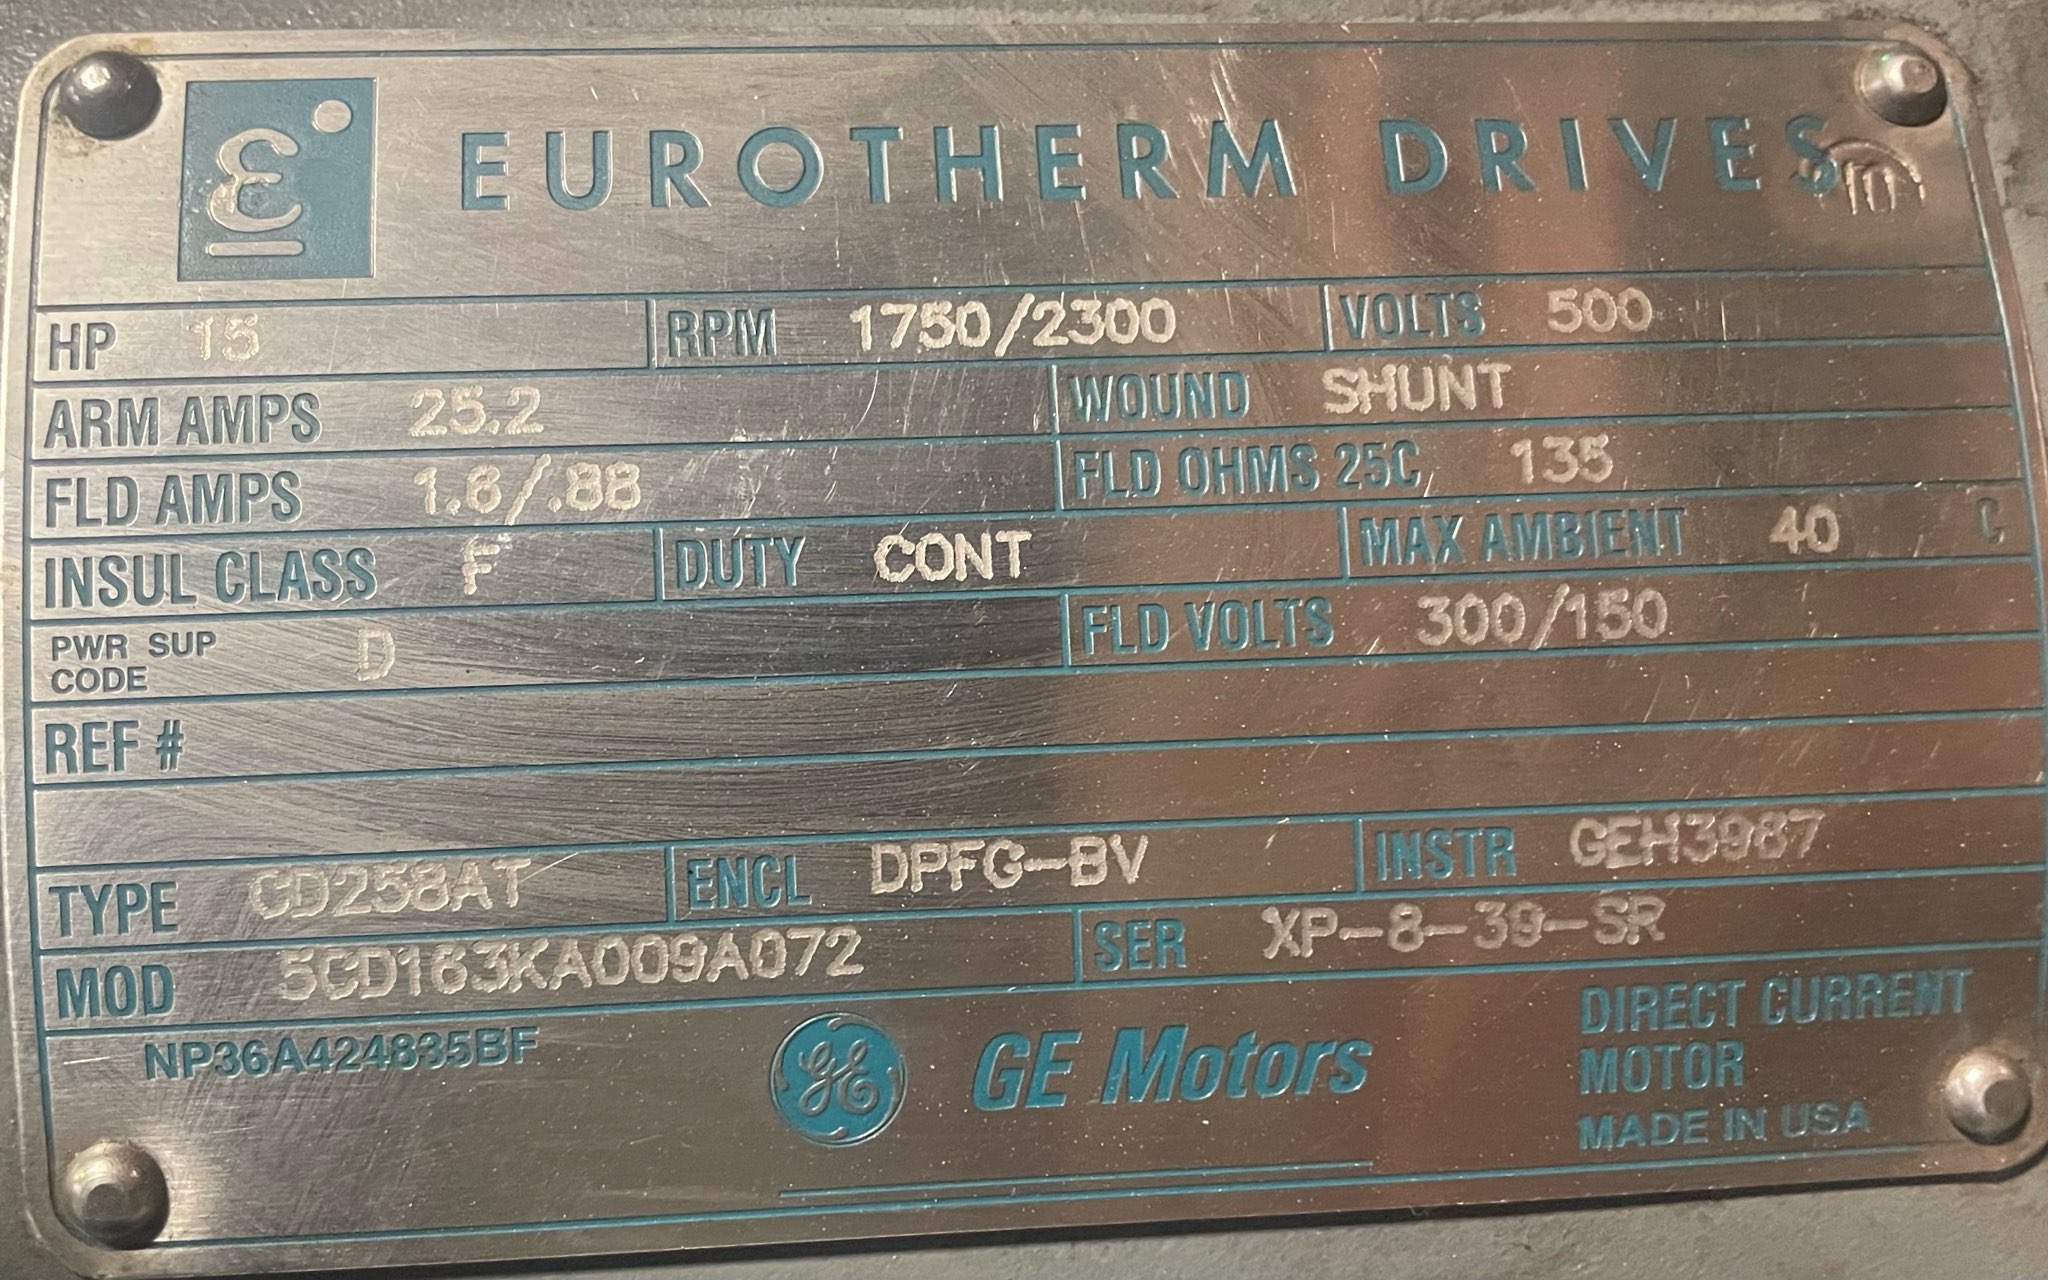 EUROTHERM DRIVES
HP 15 RPM 1750/2300 VOLTS 500
ARM AMPS 25.2 WOUND SHUNT
FLD AMPS 1.6/.88 FLD OHMS 25C 135
INSUL CLASS F DUTY CONT MAX AMBIENT 40 C
PWR SUP CODE D FLD VOLTS 300/150
REF #
TYPE CD258AT ENCL DPFG-BV INSTR GEH3967
MOD 5CD163KA009A072 SER XP-8-39-SR
NP36A424835BF GE GE Motors DIRECT CURRENT
MOTOR
MADE IN USA